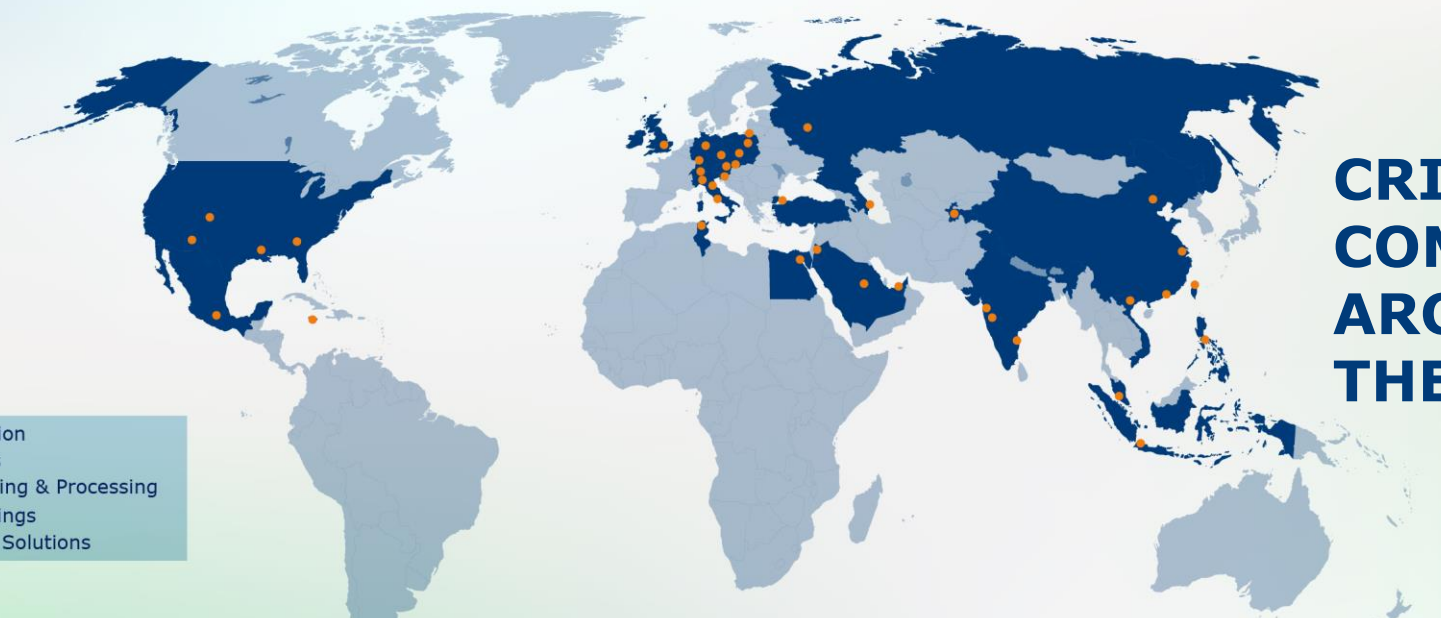 CRI
COM
ARO
THE
ion
ing & Processing
ings
Solutions